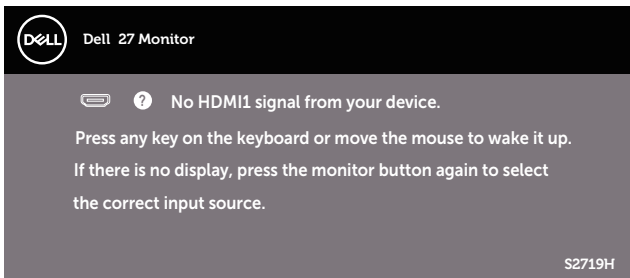 DELL
Dell 27 Monitor
? No HDMI1 signal from your device.
Press any key on the keyboard or move the mouse to wake it up.
If there is no display, press the monitor button again to select
the correct input source.
S2719H